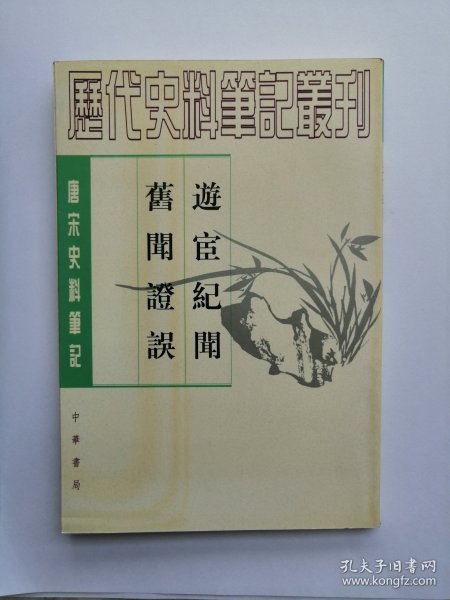 歷代史料筆記叢刊
唐宋史料筆記
遊宦紀聞
舊聞證誤
中華書局
孔夫子旧书网
www.kongfz.com